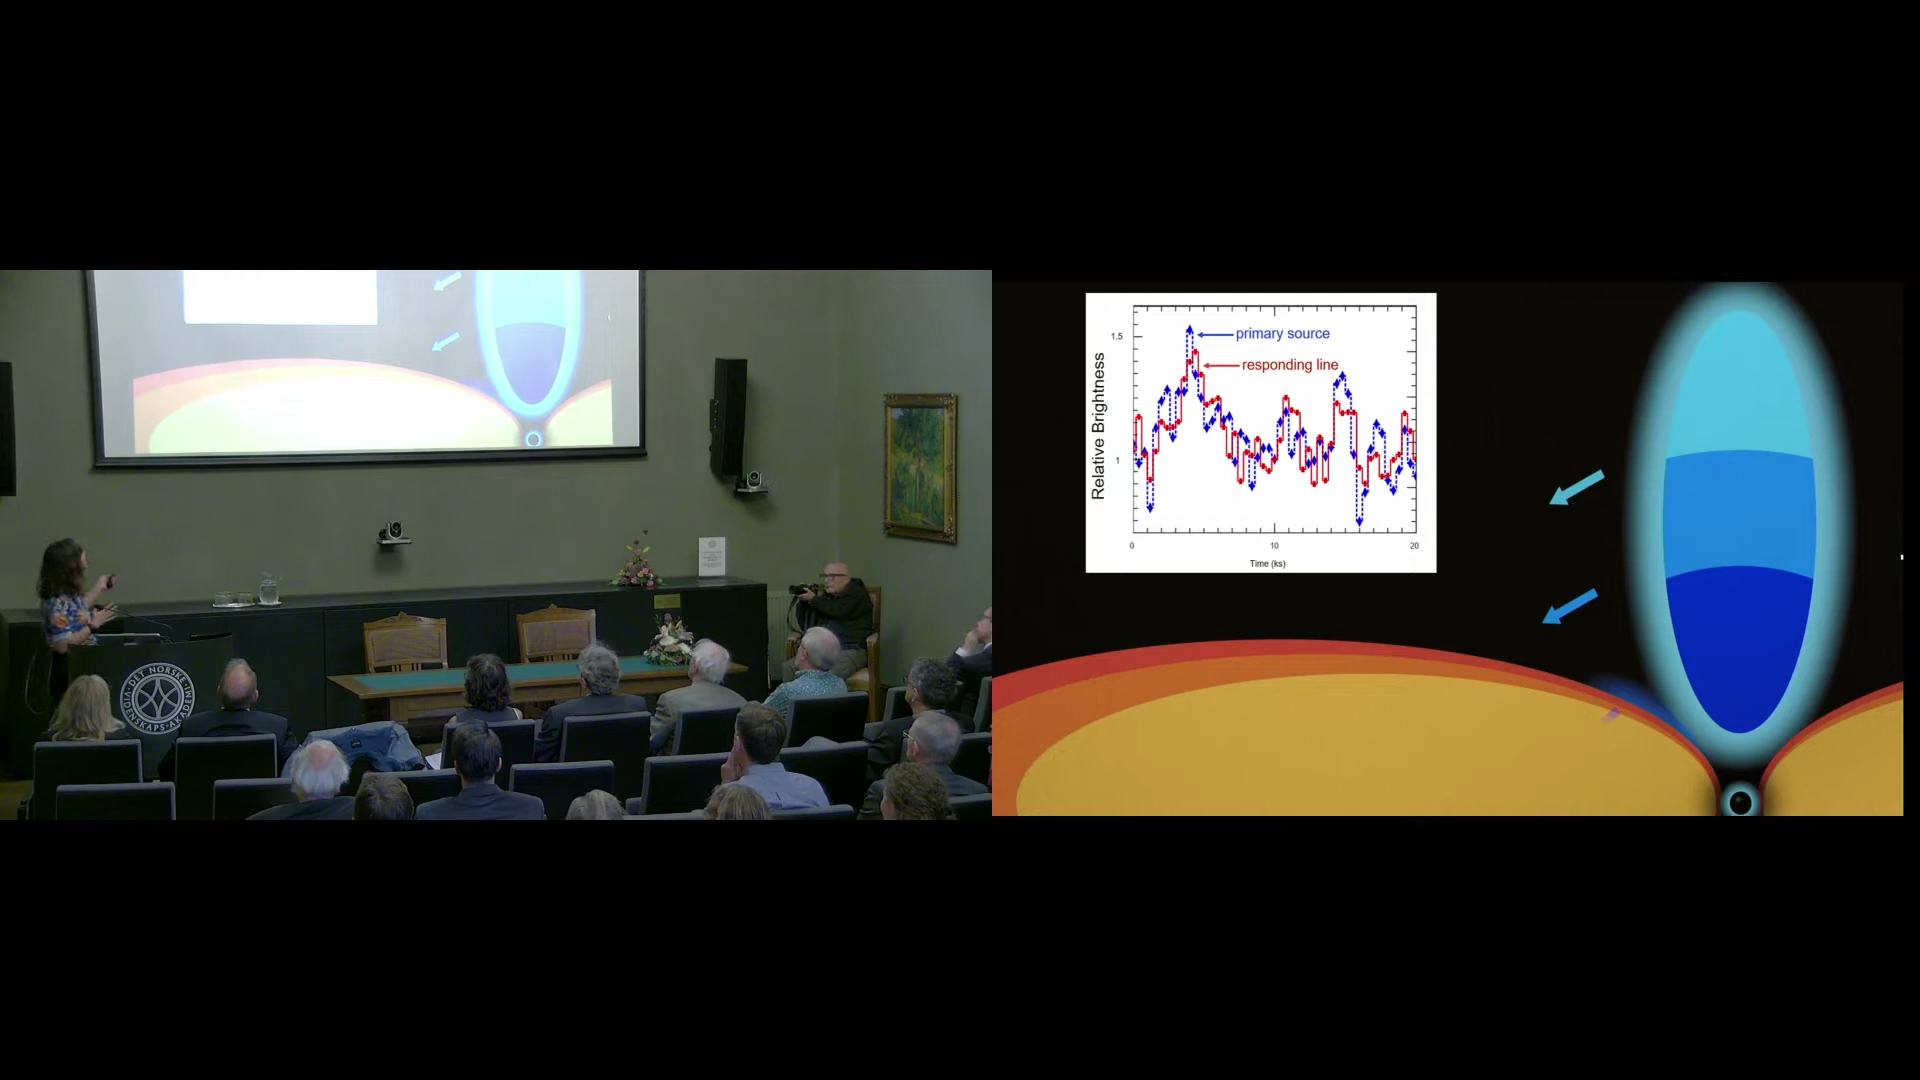 DET NORSKE
VIDENSKAPS-AKADEMI
1.5
primary source
responding line
Relative Brightness
1
0
10
20
Time (ks)